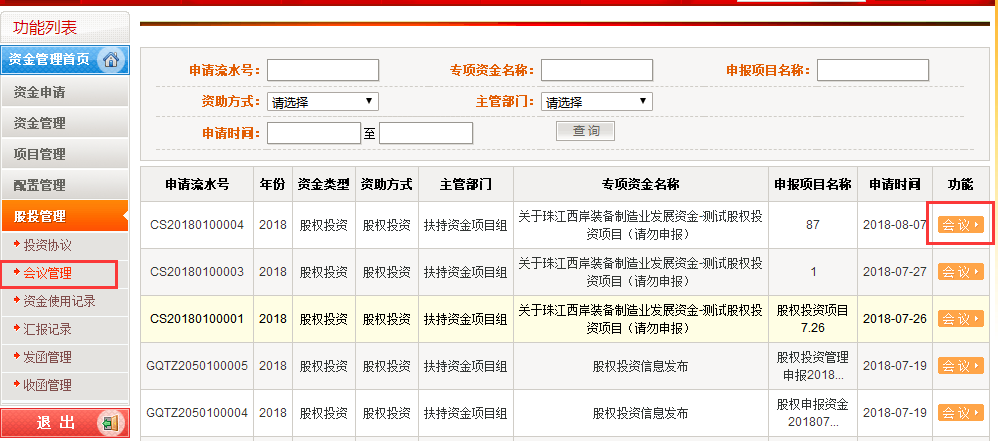 功能列表
资金管理首页
资金申请
资金管理
项目管理
配置管理
股投管理
投资协议
会议管理
资金使用记录
汇报记录
发函管理
收函管理
退 出
申请流水号： 专项资金名称： 申报项目名称：
资助方式： 请选择 主管部门： 请选择
申请时间： 至 查 询
申请流水号 年份 资金类型 资助方式 主管部门 专项资金名称 申报项目名称 申请时间 功能
CS20180100004 2018 股权投资 股权投资 扶持资金项目组 关于珠江西岸装备制造业发展资金-测试股权投 87 2018-08-07 会 议
资项目（请勿申报）
CS20180100003 2018 股权投资 股权投资 扶持资金项目组 关于珠江西岸装备制造业发展资金-测试股权投 1 2018-07-27 会 议
资项目（请勿申报）
CS20180100001 2018 股权投资 股权投资 扶持资金项目组 关于珠江西岸装备制造业发展资金-测试股权投 股权投资项目 2018-07-26 会 议
资项目（请勿申报） 7.26
GQTZ2050100005 2018 股权投资 股权投资 扶持资金项目组 股权投资信息发布 股权投资管理 2018-07-19 会 议
申报2018...
GQTZ2050100004 2018 股权投资 股权投资 扶持资金项目组 股权投资信息发布 股权申报资金 2018-07-19 会 议
201807...